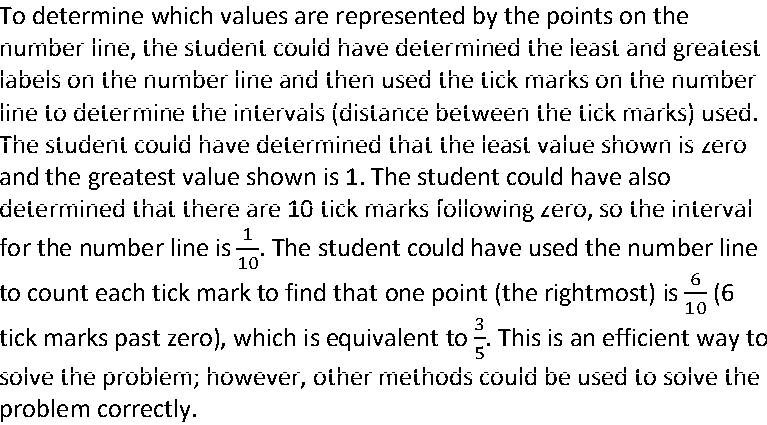 To determine which values are represented by the points on the
number line, the student could have determined the least and greatest
labels on the number line and then used the tick marks on the number
line to determine the intervals (distance between the tick marks) used.
The student could have determined that the least value shown is zero
and the greatest value shown is 1. The student could have also
determined that there are 10 tick marks following zero, so the interval
for the number line is 1/10. The student could have used the number line
to count each tick mark to find that one point (the rightmost) is 6/10 (6
tick marks past zero), which is equivalent to 3/5. This is an efficient way to
solve the problem; however, other methods could be used to solve the
problem correctly.